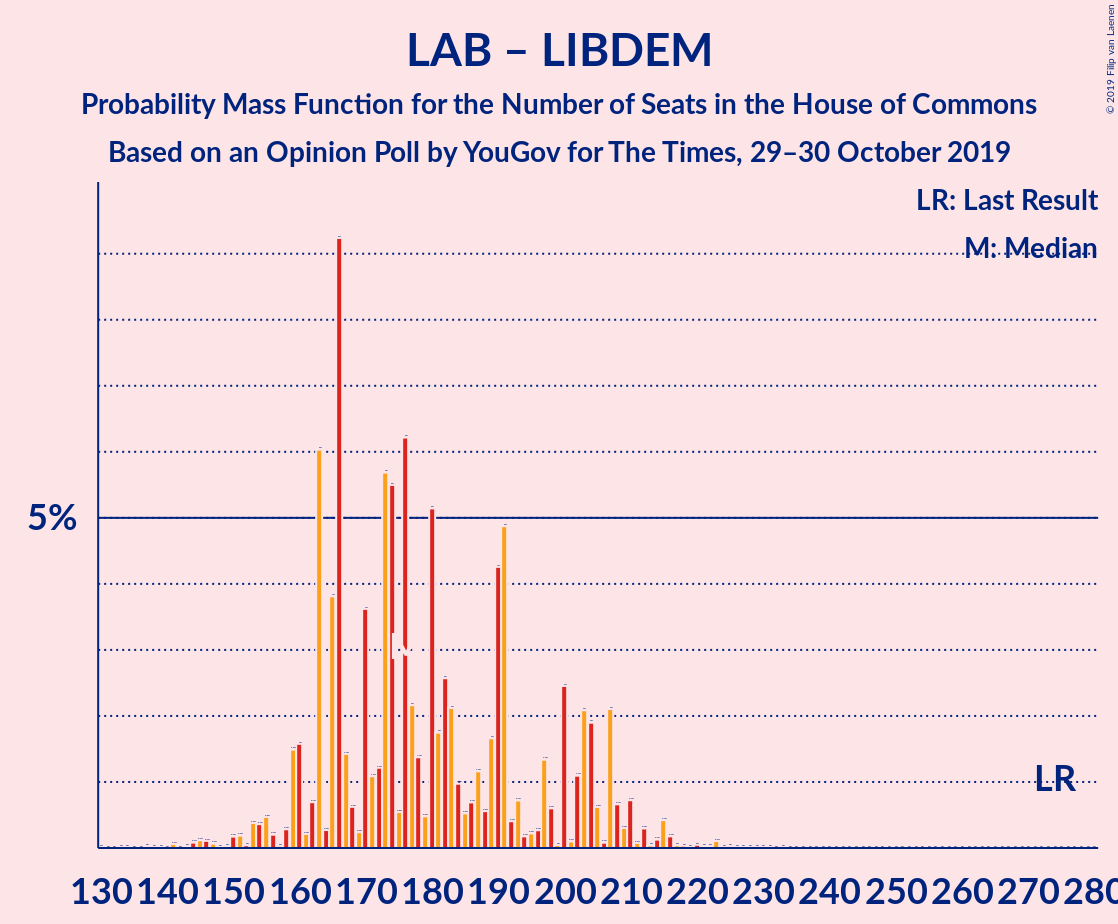 LAB – LIBDEM
Probability Mass Function for the Number of Seats in the House of Commons
Based on an Opinion Poll by YouGov for The Times, 29–30 October 2019
© 2019 Filip van Laenen
LR: Last Result
M: Median
5%
LR
130 140 150 160 170 180 190 200 210 220 230 240 250 260 270 280